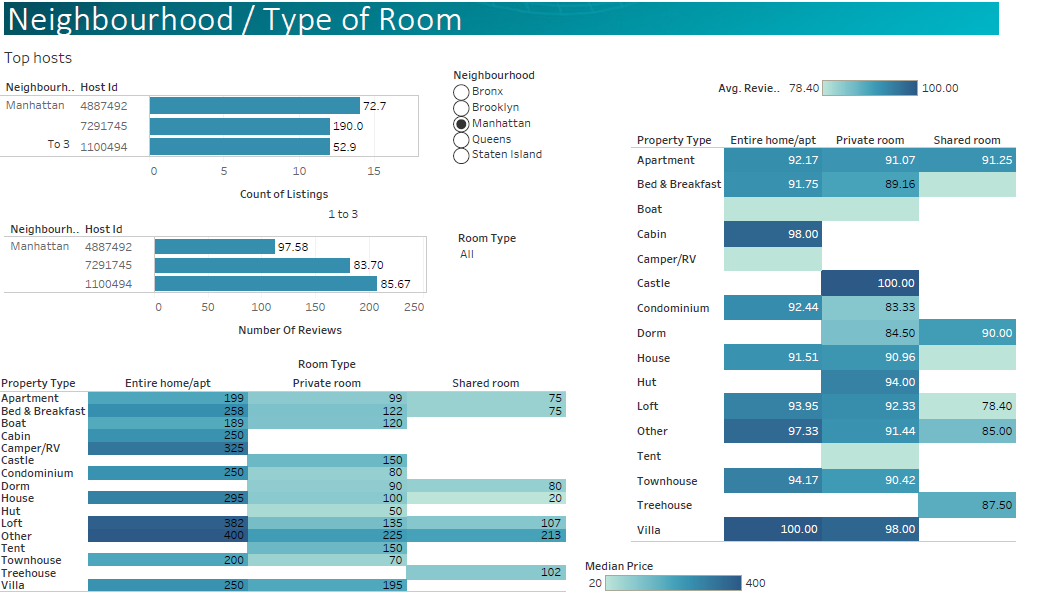 Neighbourhood / Type of Room
Top hosts
Neighbourh.. Host Id
Manhattan 4887492 72.7
7291745 190.0
To 3 1100494 52.9
0 5 10 15
Count of Listings
1 to 3
Neighbourh.. Host Id
Manhattan 4887492 97.58
7291745 83.70
1100494 85.67
0 50 100 150 200 250
Number Of Reviews
Neighbourhood
Bronx
Brooklyn
Manhattan
Queens
Staten Island
Room Type
All
Avg. Revie.. 78.40 100.00
Property Type Entire home/apt Private room Shared room
Apartment 92.17 91.07 91.25
Bed & Breakfast 91.75 89.16
Boat
Cabin 98.00
Camper/RV
Castle 100.00
Condominium 92.44 83.33
Dorm 84.50 90.00
House 91.51 90.96
Hut 94.00
Loft 93.95 92.33 78.40
Other 97.33 91.44 85.00
Tent
Townhouse 94.17 90.42
Treehouse 87.50
Villa 100.00 98.00
Room Type
Property Type Entire home/apt Private room Shared room
Apartment 199 99 75
Bed & Breakfast 258 122 75
Boat 189 120
Cabin 250
Camper/RV 325
Castle 150
Condominium 250 80
Dorm 90 80
House 295 100 20
Hut 50
Loft 382 135 107
Other 400 225 213
Tent 150
Townhouse 200 70
Treehouse 102
Villa 250 195
Median Price
20 400